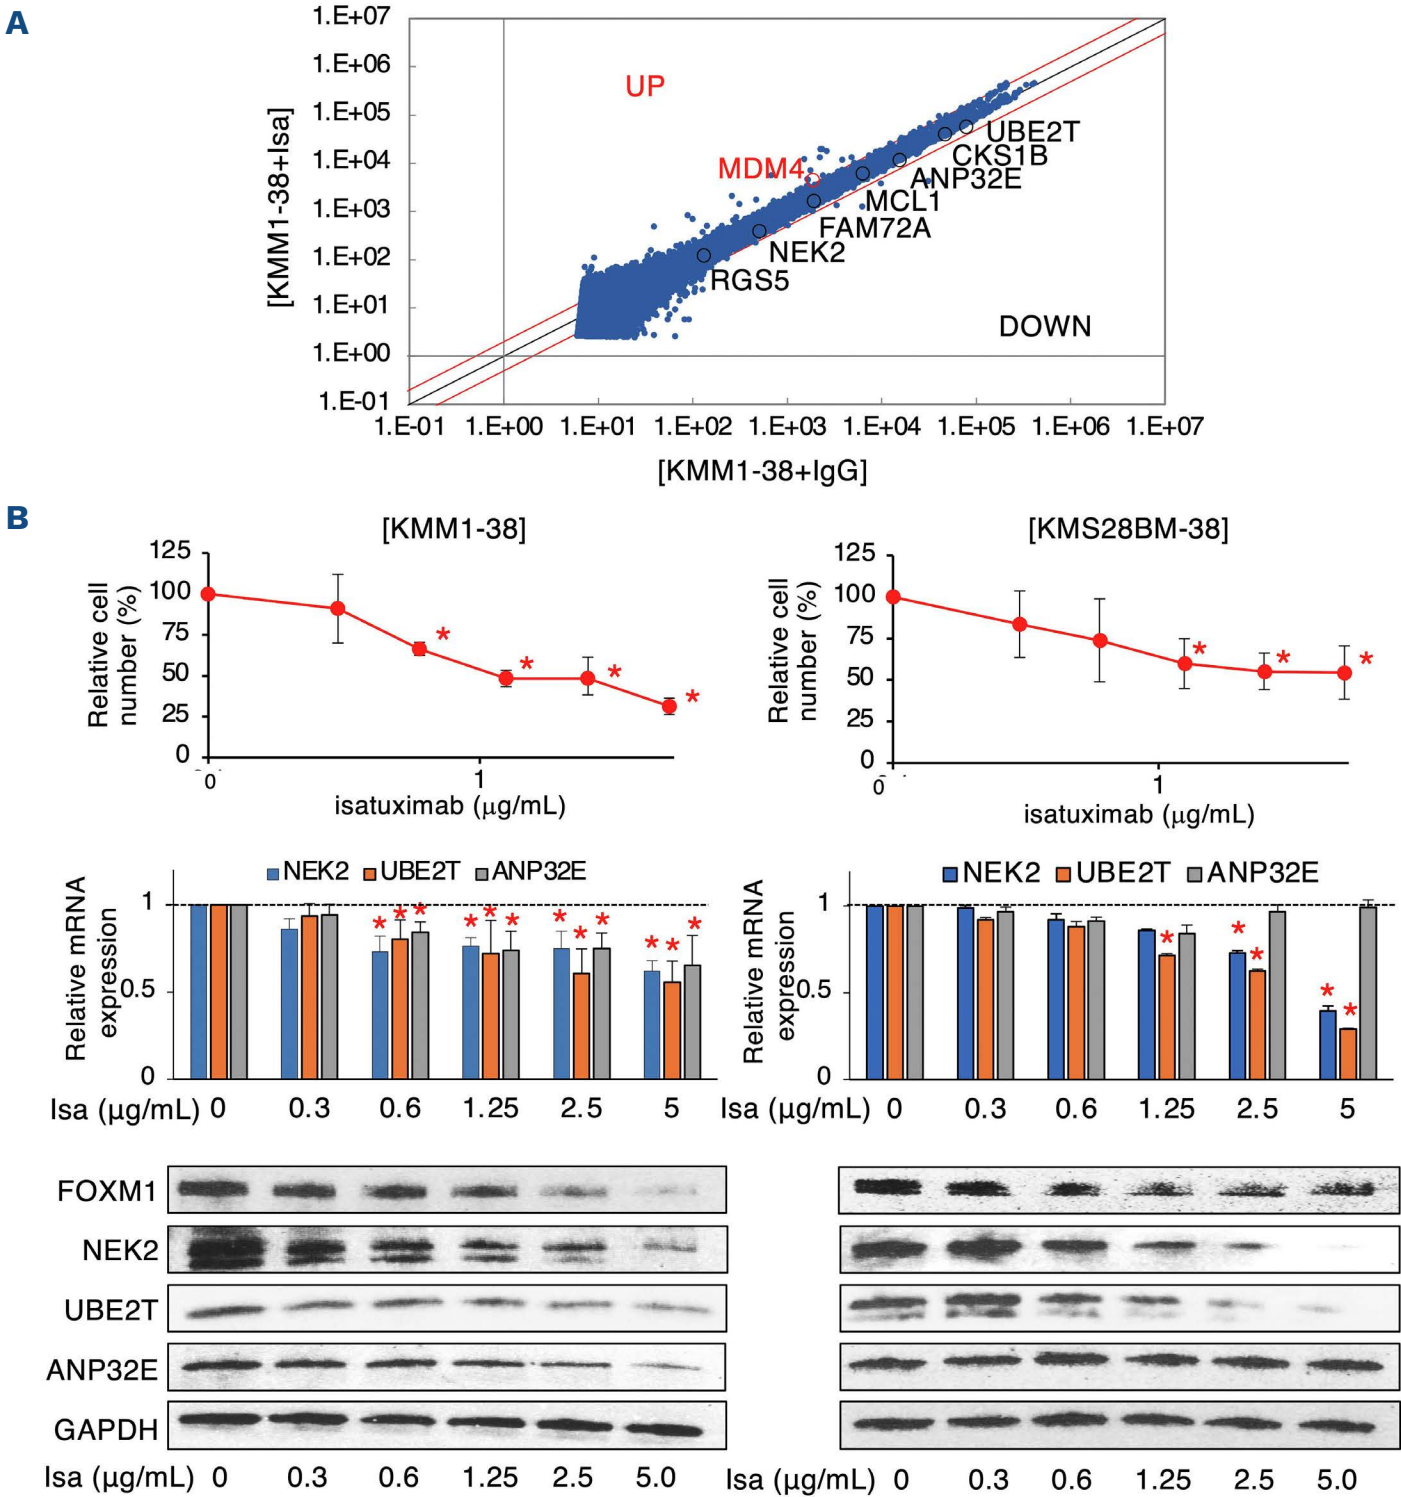 A
1.E+07
1.E+06
1.E+05
1.E+04
1.E+03
1.E+02
1.E+01
1.E+00
1.E-01
[KMM1-38+Isa]
UP
MDM4
UBE2T
CKS1B
ANP32E
MCL1
FAM72A
NEK2
RGS5
DOWN
1.E-01 1.E+00 1.E+01 1.E+02 1.E+03 1.E+04 1.E+05 1.E+06 1.E+07
[KMM1-38+IgG]
B
[KMM1-38]
Relative cell
number (%)
125
100
75
50
25
0
* * * *
0 1
isatuximab (μg/mL)
[KMS28BM-38]
Relative cell
number (%)
125
100
75
50
25
0
* * *
0 1
isatuximab (μg/mL)
NEK2 UBE2T ANP32E
Relative mRNA
expression
1
0.5
0
* * * * * * * * * * * *
Isa (μg/mL) 0 0.3 0.6 1.25 2.5 5
NEK2 UBE2T ANP32E
Relative mRNA
expression
1
0.5
0
* * * * *
Isa (μg/mL) 0 0.3 0.6 1.25 2.5 5
FOXM1
NEK2
UBE2T
ANP32E
GAPDH
Isa (μg/mL) 0 0.3 0.6 1.25 2.5 5.0
Isa (μg/mL) 0 0.3 0.6 1.25 2.5 5.0